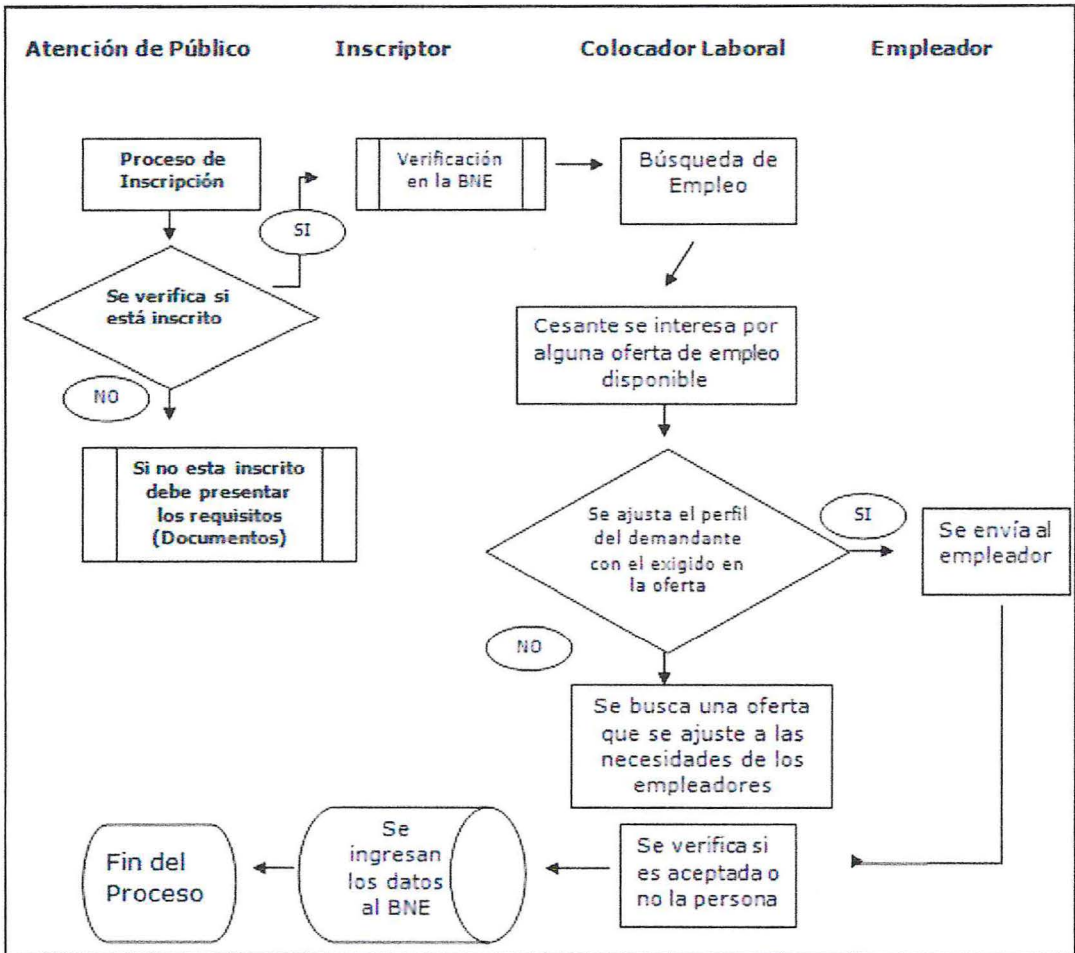 Atención de Público
Inscriptor
Colocador Laboral
Empleador
Proceso de
Inscripción
SI
Verificación
en la BNE
Búsqueda de
Empleo
Se verifica si
está inscrito
NO
Si no esta inscrito
debe presentar
los requisitos
(Documentos)
Cesante se interesa por
alguna oferta de empleo
disponible
Se ajusta el perfil
del demandante
con el exigido en
la oferta
SI
Se envía al
empleador
NO
Se busca una oferta
que se ajuste a las
necesidades de los
empleadores
Se verifica si
es aceptada o
no la persona
Se
ingresan
los datos
al BNE
Fin del
Proceso